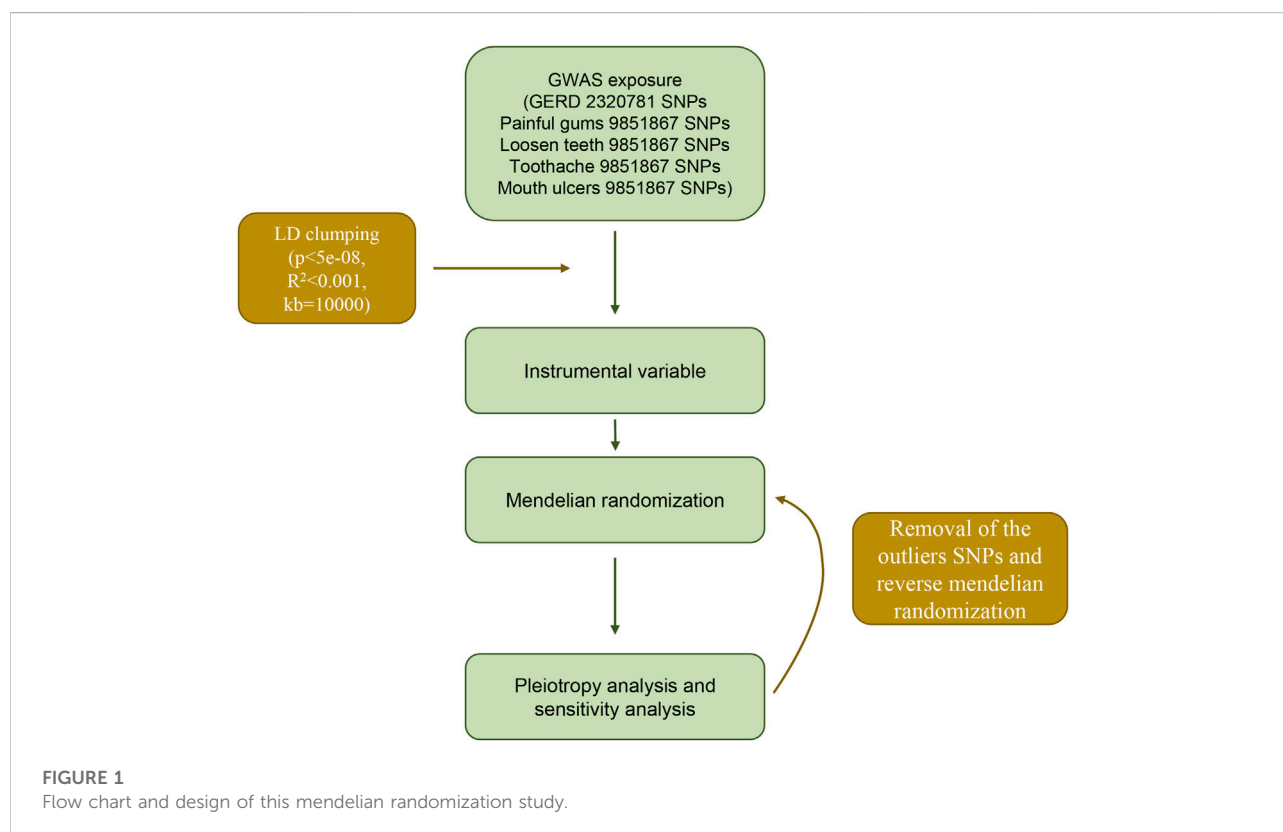 GWAS exposure
(GERD 2320781 SNPs
Painful gums 9851867 SNPs
Loosen teeth 9851867 SNPs
Toothache 9851867 SNPs
Mouth ulcers 9851867 SNPs)
LD clumping
(p<5e-08,
R²<0.001,
kb=10000)
Instrumental variable
Mendelian randomization
Removal of the
outliers SNPs and
reverse mendelian
randomization
Pleiotropy analysis and
sensitivity analysis
FIGURE 1
Flow chart and design of this mendelian randomization study.